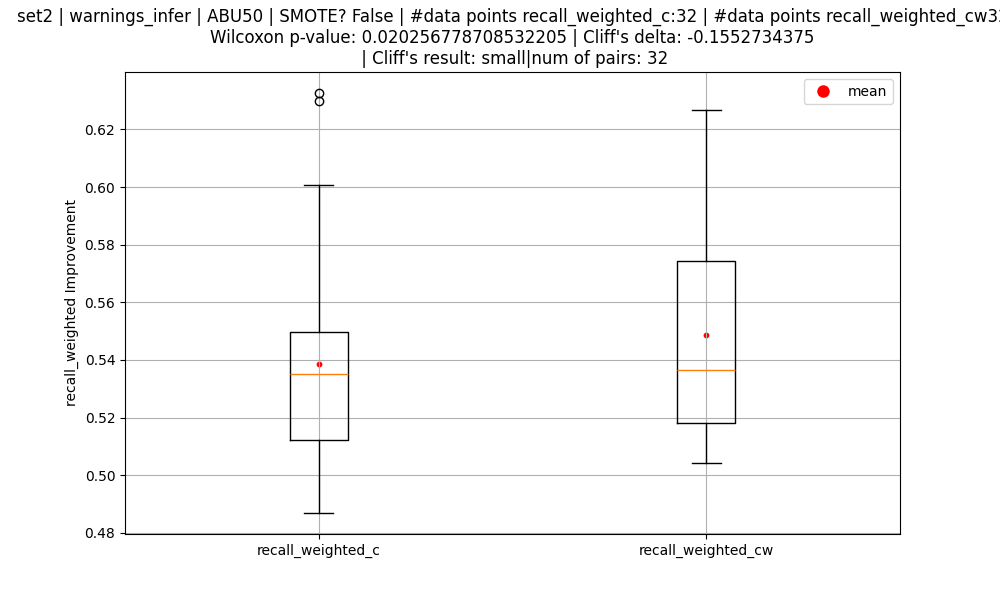 set2 | warnings_infer | ABU50 | SMOTE? False | #data points recall_weighted_c:32 | #data points
Wilcoxon p-value: 0.020256778708532205 | Cliff's delta: -0.1552734375
| Cliff's result: small|num of pairs: 32
mean
0.62
0.60
0.58
0.56
0.54
0.52
0.50
0.48
recall_weighted Improvement
recall_weighted_c
recall_weighted_cw